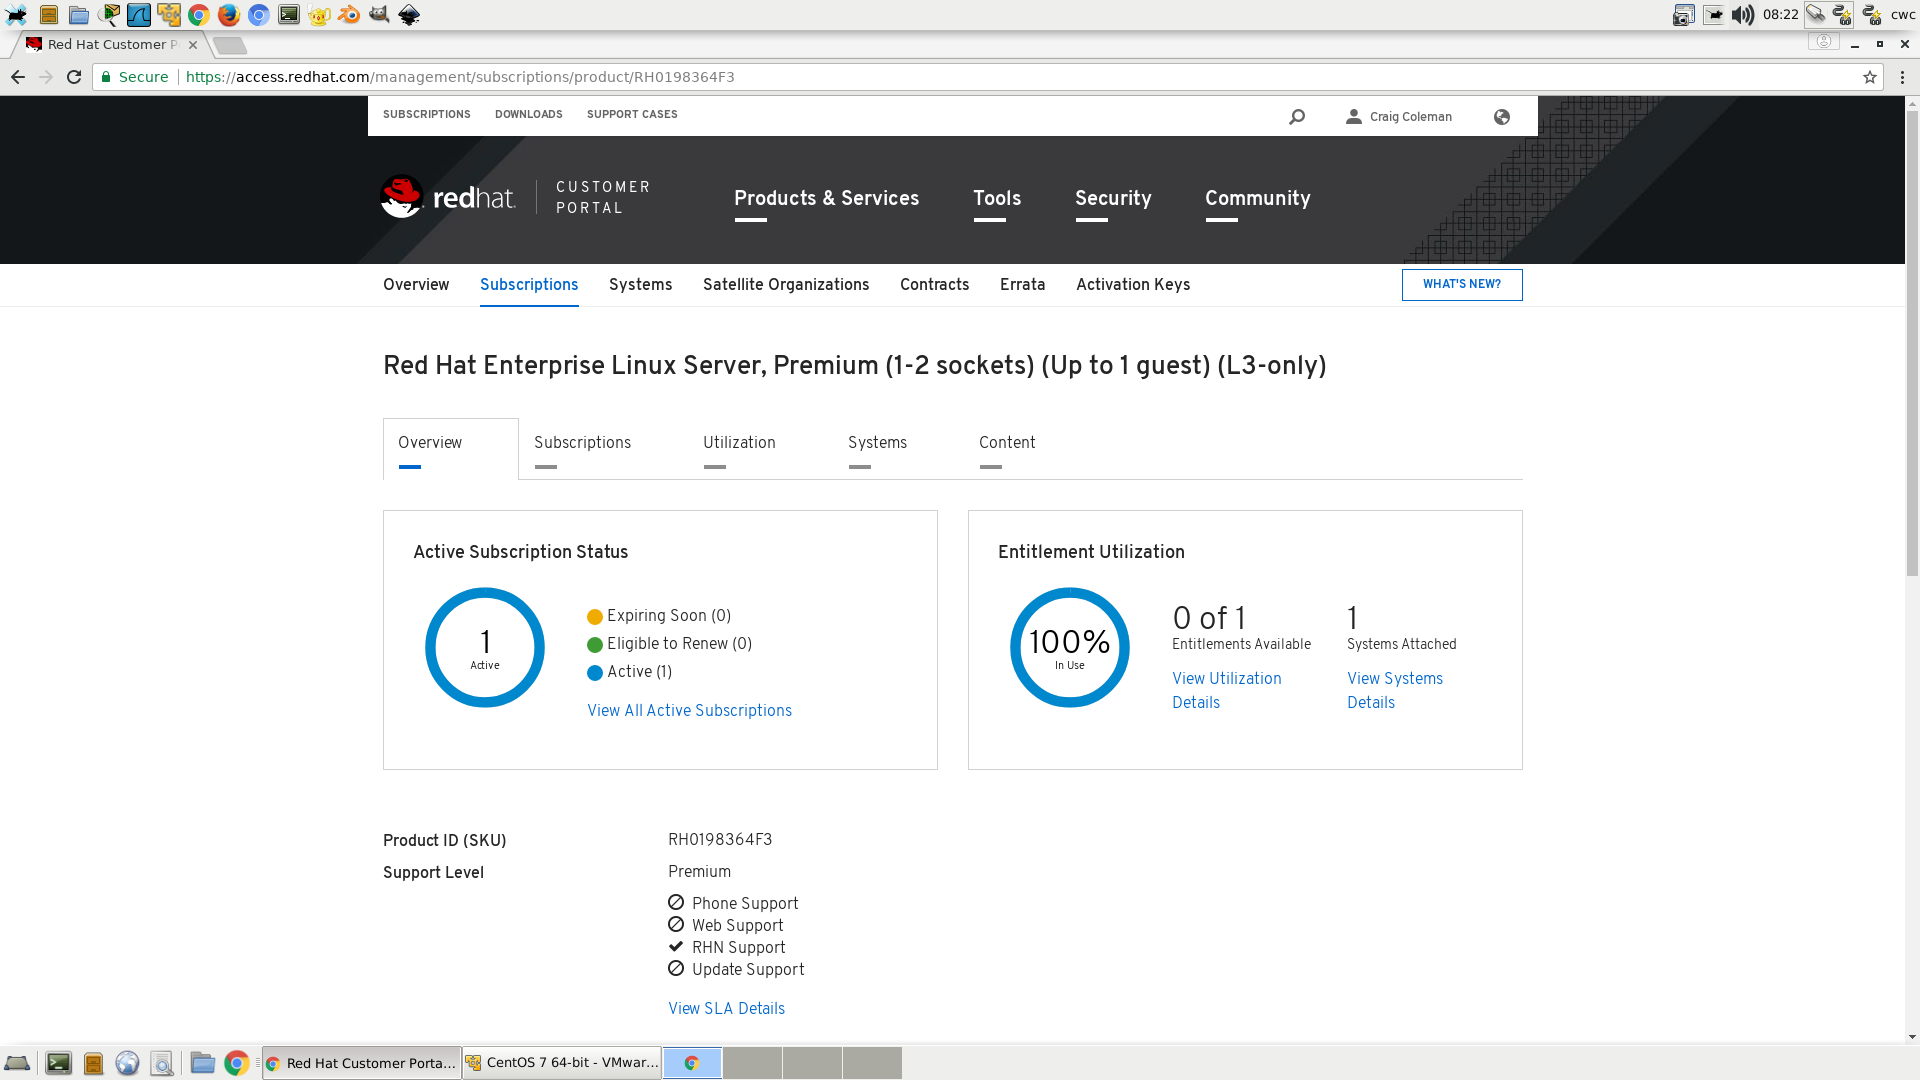 08:22
cwc
Red Hat Customer P
Secure
https://access.redhat.com/management/subscriptions/product/RH0198364F3
SUBSCRIPTIONS DOWNLOADS SUPPORT CASES
Craig Coleman
redhat.
CUSTOMER
PORTAL
Products & Services Tools Security Community
Overview Subscriptions Systems Satellite Organizations Contracts Errata Activation Keys
WHAT'S NEW?
Red Hat Enterprise Linux Server, Premium (1-2 sockets) (Up to 1 guest) (L3-only)
Overview Subscriptions Utilization Systems Content
Active Subscription Status
1
Active
Expiring Soon (0)
Eligible to Renew (0)
Active (1)
View All Active Subscriptions
Entitlement Utilization
100%
In Use
0 of 1
Entitlements Available
View Utilization
Details
1
Systems Attached
View Systems
Details
Product ID (SKU) RH0198364F3
Support Level Premium
Phone Support
Web Support
RHN Support
Update Support
View SLA Details
Red Hat Customer Porta...
CentOS 7 64-bit - VMwar...